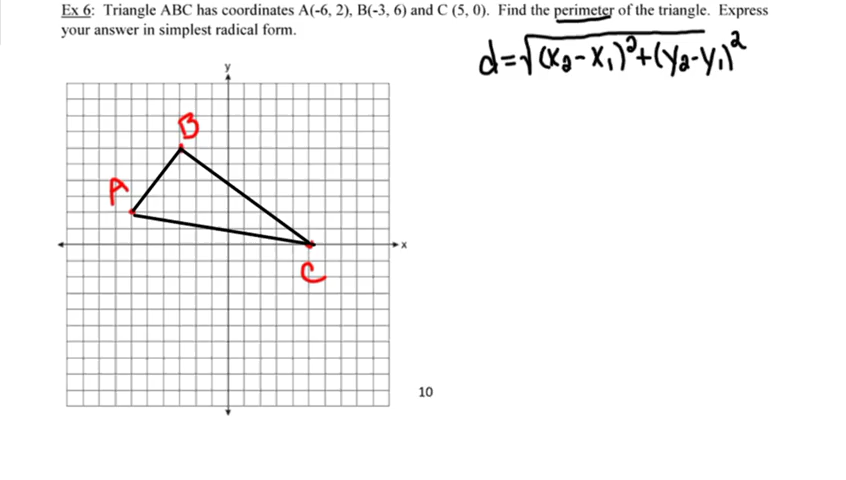 Ex 6: Triangle ABC has coordinates A(-6, 2), B(-3, 6) and C (5, 0). Find the perimeter of the triangle. Express
your answer in simplest radical form.
d=√(x₂-x₁)²+(y₂-y₁)²
y
B
A
x
C
10